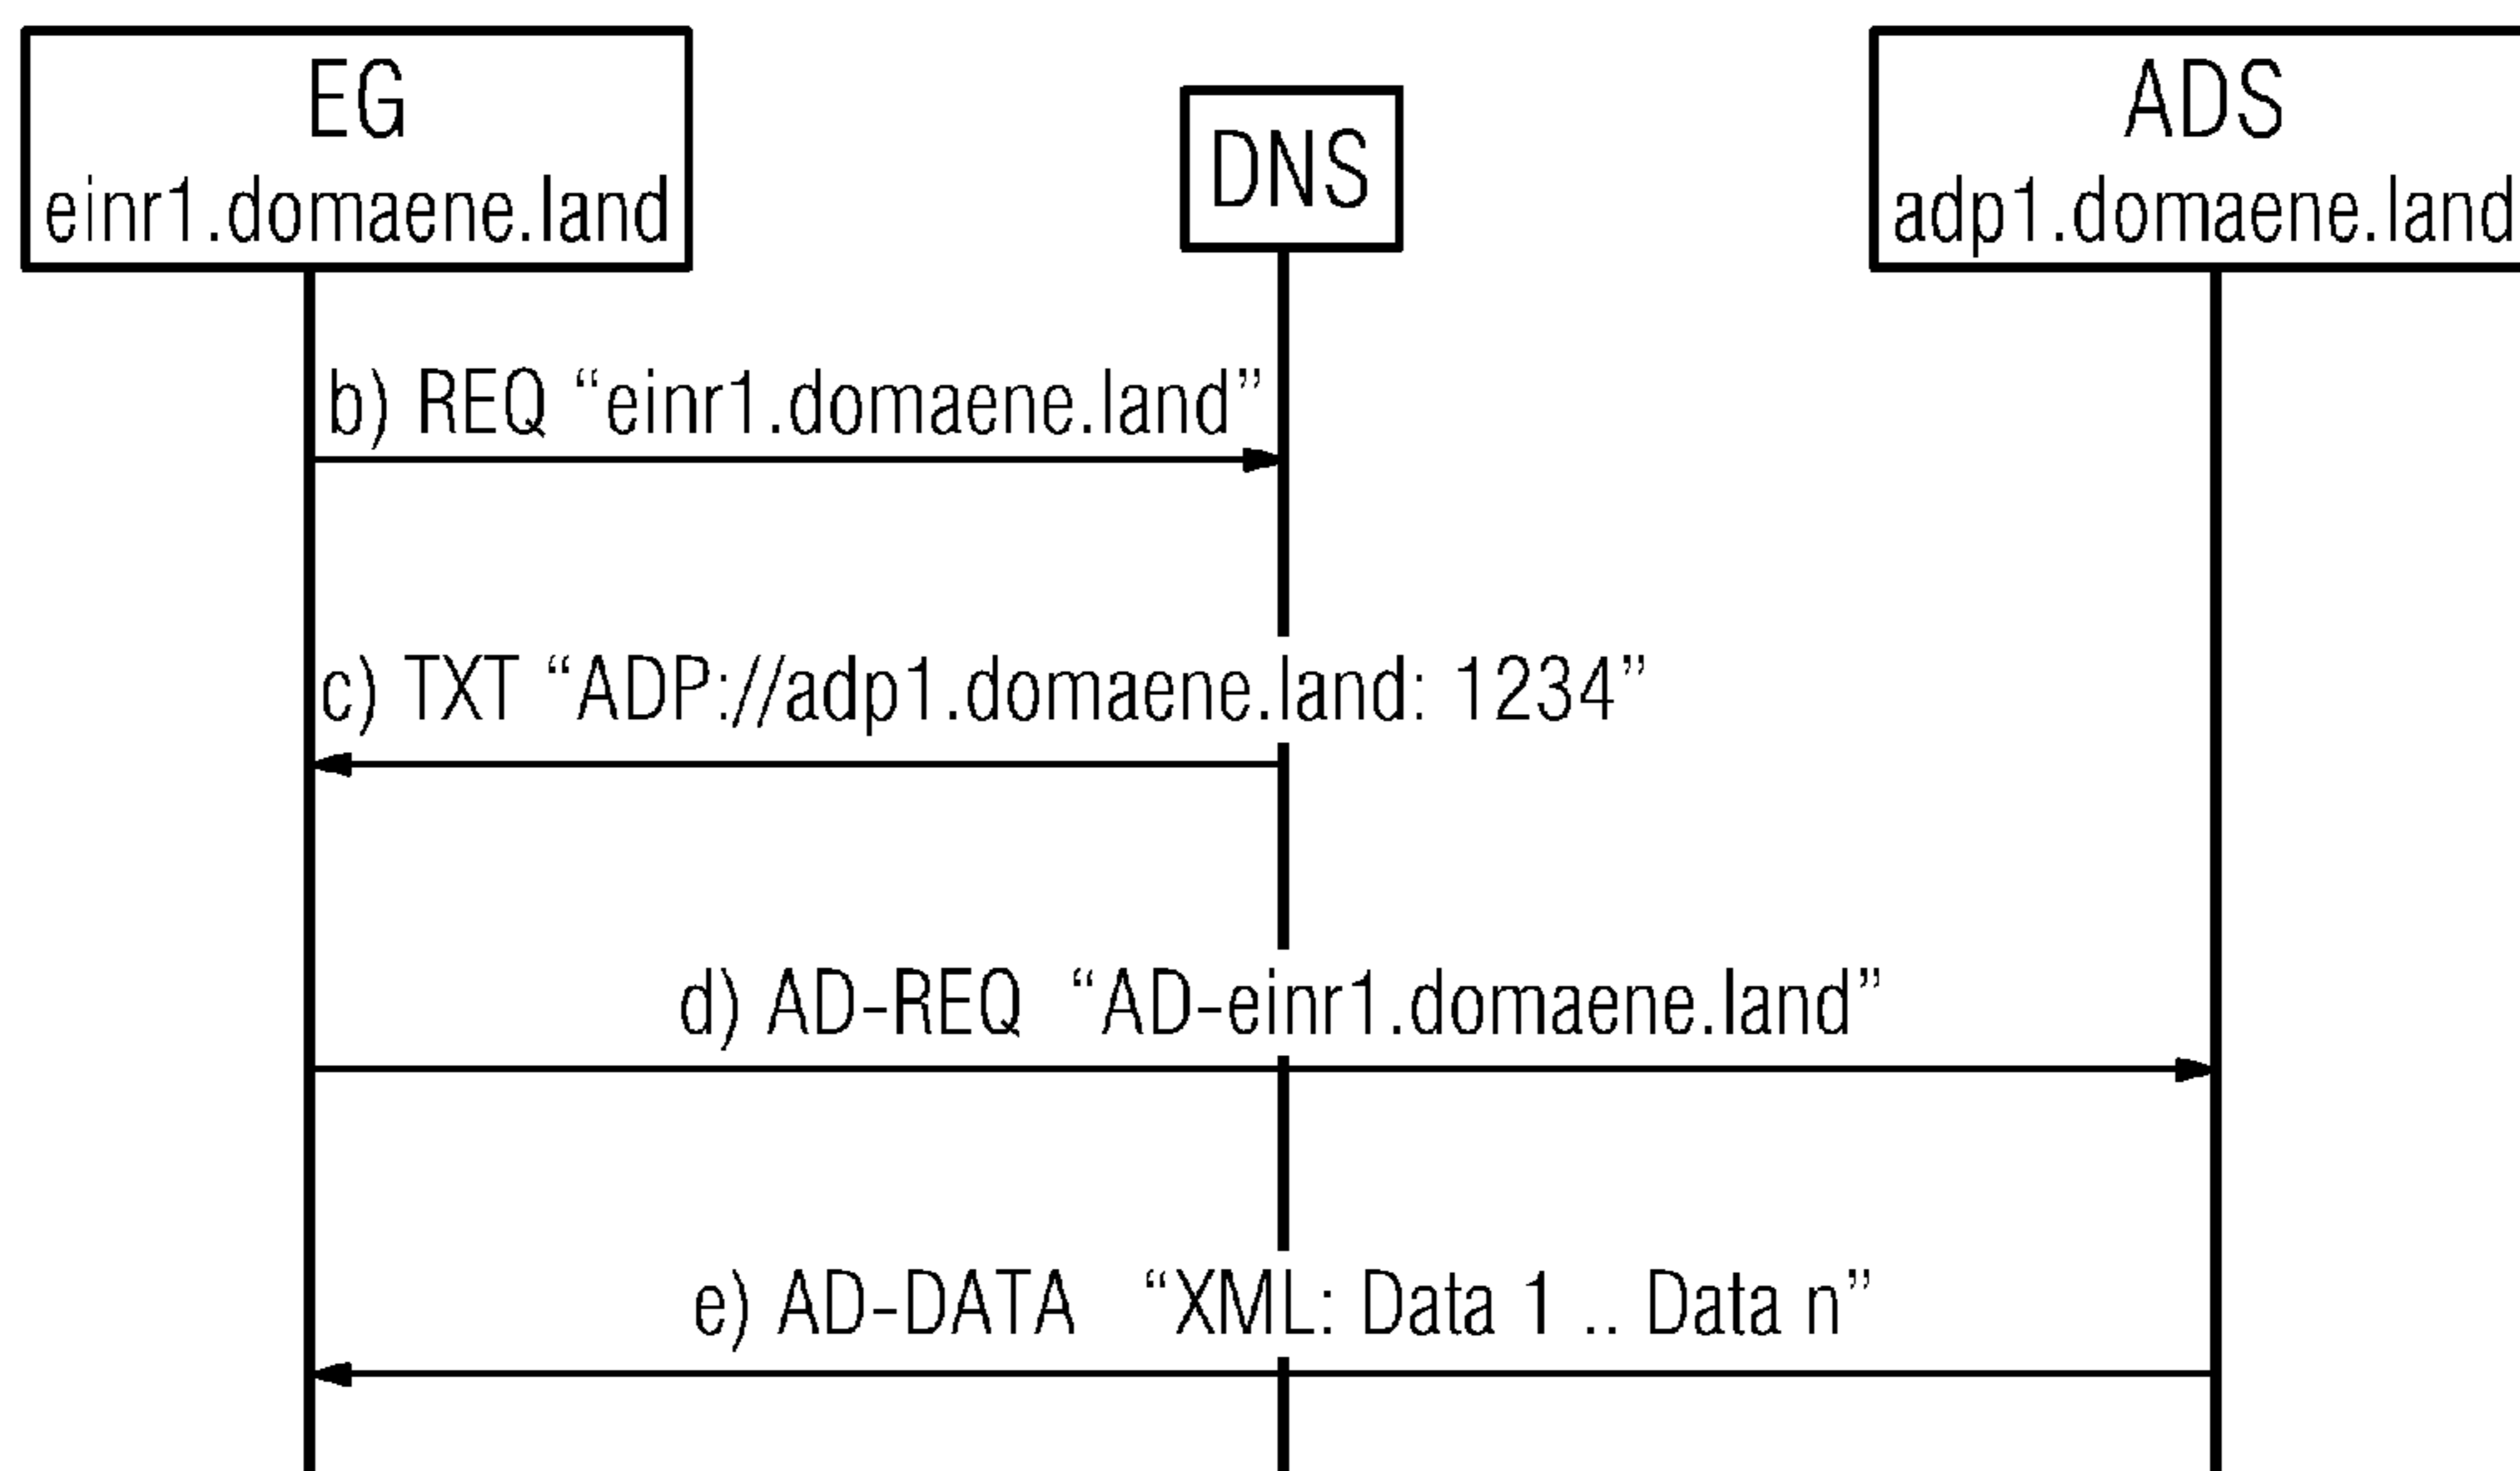 EG
einr1.domaene.land
DNS
ADS
adp1.domaene.land
b) REQ “einr1.domaene.land”
c) TXT “ADP://adp1.domaene.land: 1234”
d) AD-REQ “AD-einr1.domaene.land”
e) AD-DATA “XML: Data 1 .. Data n”